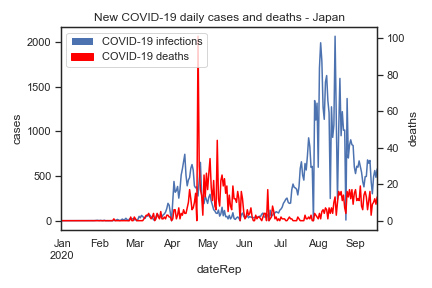 New COVID-19 daily cases and deaths - Japan
COVID-19 infections
COVID-19 deaths
2000
1500
1000
500
0
cases
100
80
60
40
20
0
deaths
Jan Feb Mar Apr May Jun Jul Aug Sep
2020
dateRep